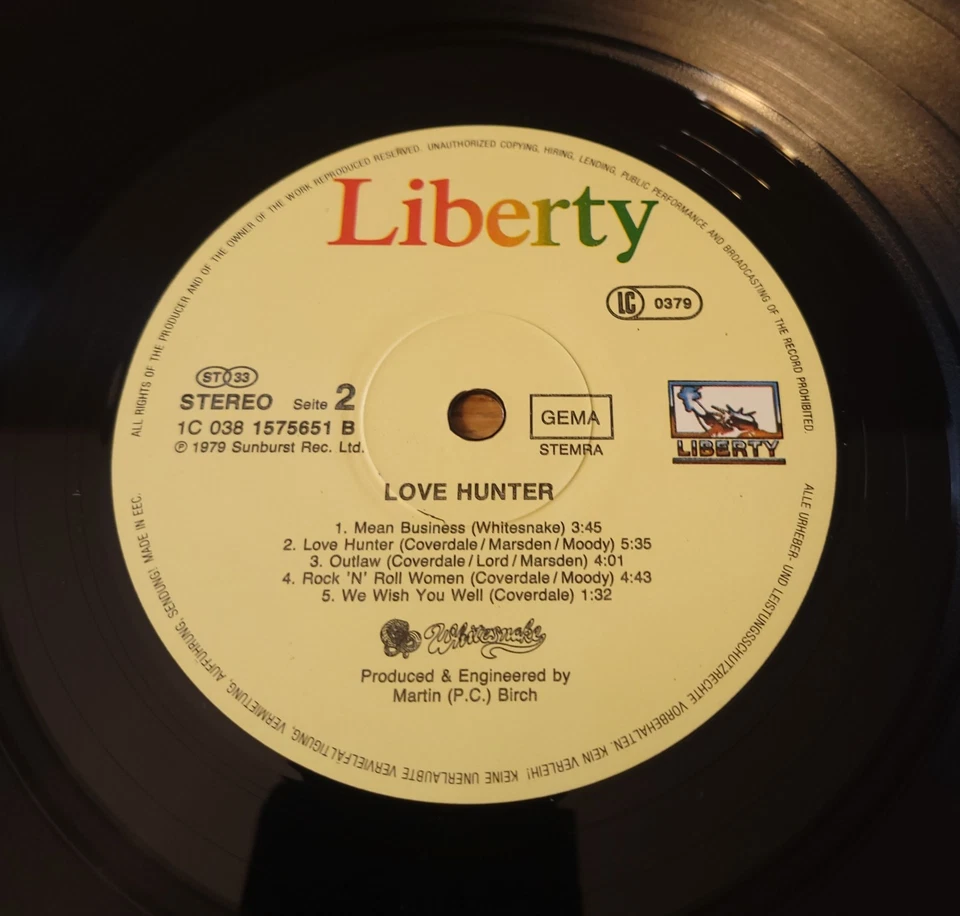 ALL RIGHTS OF THE PRODUCER AND OF THE OWNER OF THE WORK REPRODUCED RESERVED. UNAUTHORIZED COPYING, HIRING, LENDING, PUBLIC PERFORMANCE AND BROADCASTING OF THE RECORD PROHIBITED.
Liberty
LC 0379
ST 33
STEREO Seite 2
1C 038 1575651 B
℗ 1979 Sunburst Rec. Ltd.
GEMA
STEMRA
LIBERTY
LOVE HUNTER
1. Mean Business (Whitesnake) 3:45
2. Love Hunter (Coverdale/Marsden/Moody) 5:35
3. Outlaw (Coverdale/Lord/Marsden) 4:01
4. Rock 'N' Roll Women (Coverdale/Moody) 4:43
5. We Wish You Well (Coverdale) 1:32
Whitesnake
Produced & Engineered by
Martin (P.C.) Birch
ALLE URHEBER- UND LEISTUNGSSCHUTZRECHTE VORBEHALTEN. KEIN VERLEIH! KEINE UNERLAUBTE VERVIELFÄLTIGUNG, VERMIETUNG, AUFFÜHRUNG, SENDUNG! MADE IN EEC.